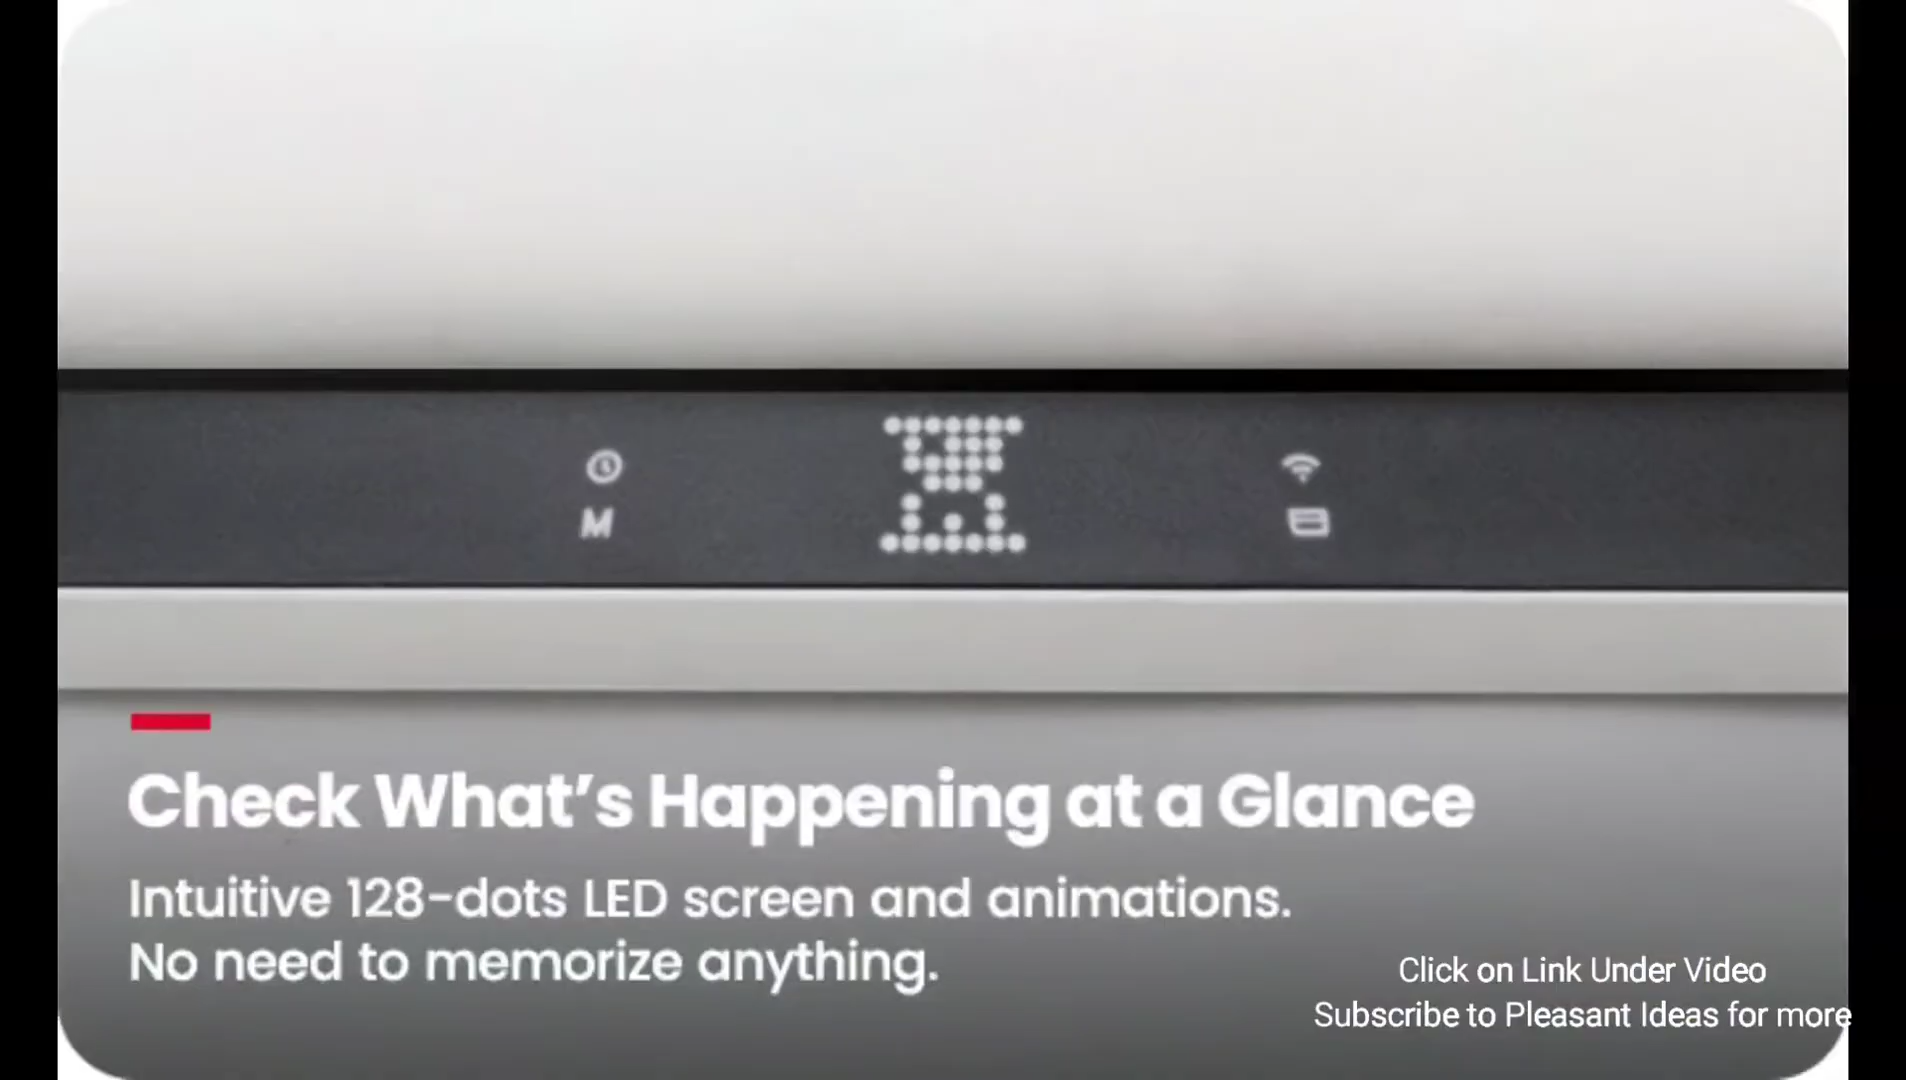 M
Check What’s Happening at a Glance
Intuitive 128-dots LED screen and animations.
No need to memorize anything.
Click on Link Under Video
Subscribe to Pleasant Ideas for more